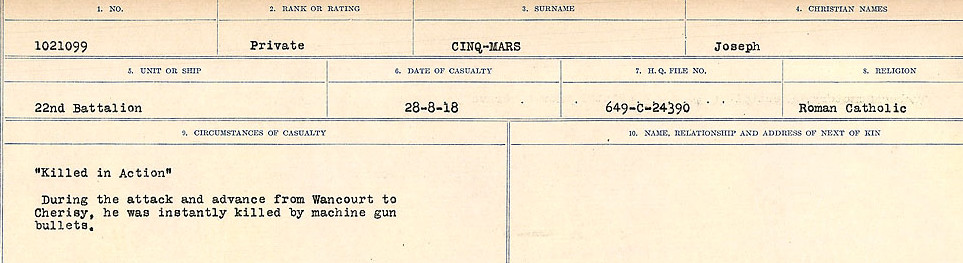 1. NO. 2. RANK OR RATING 3. SURNAME 4. CHRISTIAN NAMES
1021099 Private CINQ-MARS Joseph
5. UNIT OR SHIP 6. DATE OF CASUALTY 7. H.Q. FILE NO. 8. RELIGION
22nd Battalion 28-8-18 649-C-24390 Roman Catholic
9. CIRCUMSTANCES OF CASUALTY 10. NAME, RELATIONSHIP AND ADDRESS OF NEXT OF KIN
"Killed in Action"
During the attack and advance from Wancourt to
Cherisy, he was instantly killed by machine gun
bullets.